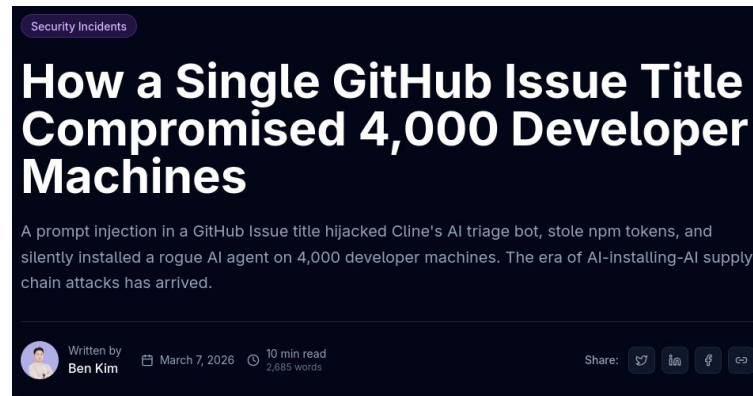 Security Incidents
How a Single GitHub Issue Title
Compromised 4,000 Developer
Machines
A prompt injection in a GitHub Issue title hijacked Cline's AI triage bot, stole npm tokens, and
silently installed a rogue AI agent on 4,000 developer machines. The era of AI-installing-AI supply
chain attacks has arrived.
Written by
Ben Kim
March 7, 2026
10 min read
2,685 words
Share: